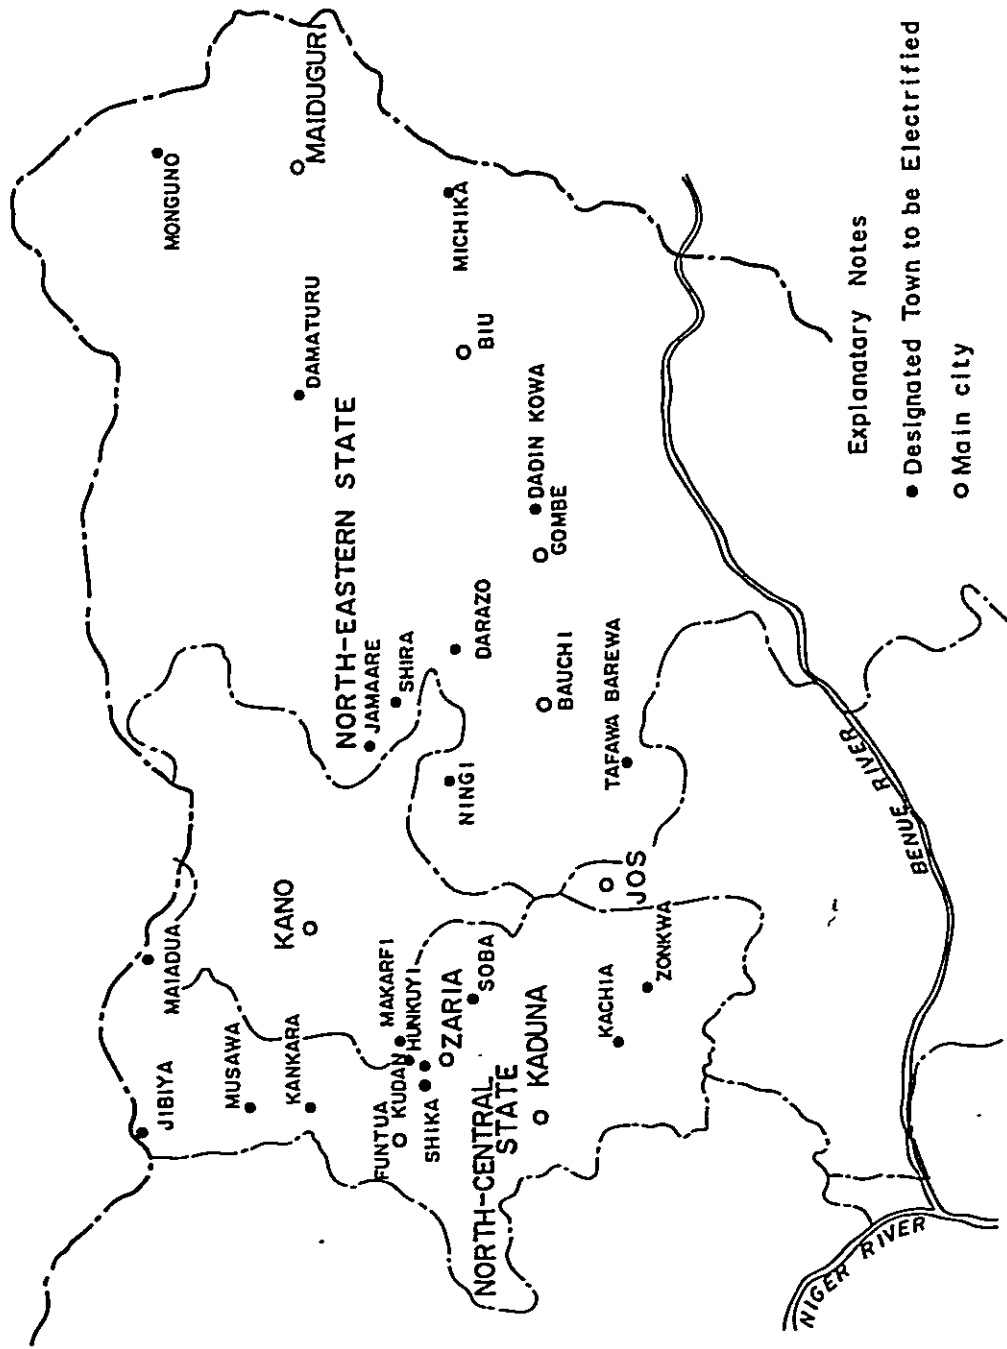 MONGUNO
MAIDUGURI
MICHIKA
DAMATURU
BIU
NORTH-EASTERN STATE
DADIN KOWA
GOMBE
JAMAARE
SHIRA
DARAZO
BAUCHI
NINGI
TAFAWA BAREWA
JOS
KANO
MAIADUA
JIBIYA
MUSAWA
KANKARA
MAKARFI
HUNKUYI
FUNTUA
KUDAN
SHIKA
ZARIA
SOBA
NORTH-CENTRAL
STATE
KADUNA
KACHIA
ZONKWA
BENUE RIVER
NIGER RIVER
Explanatary Notes
● Designated Town to be Electrified
○ Main city